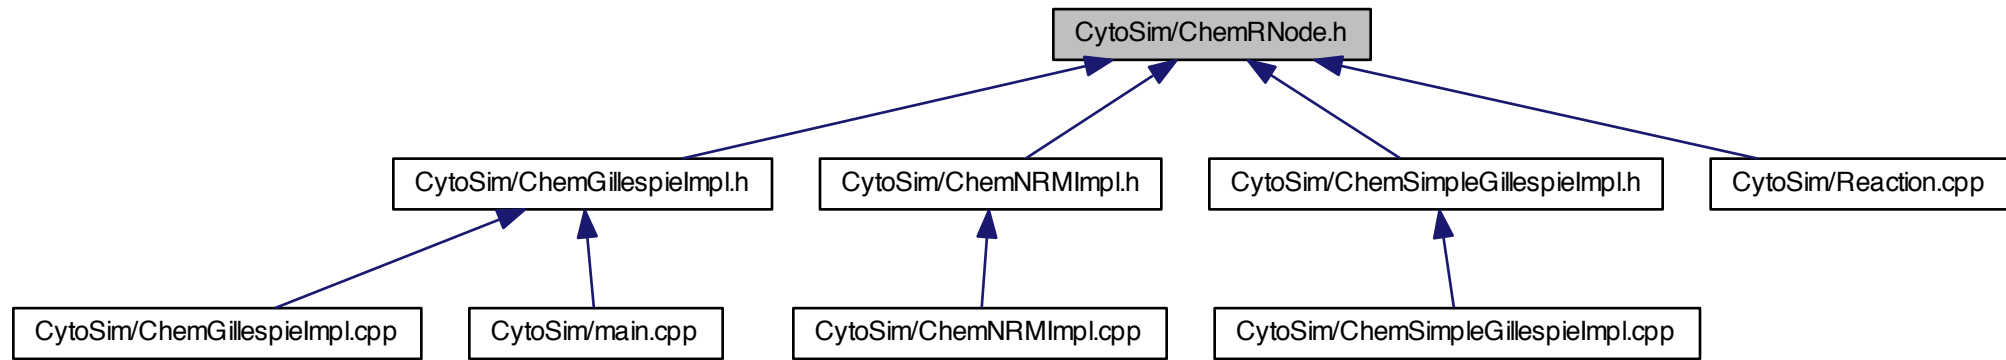 CytoSim/ChemRNode.h
CytoSim/ChemGillespieImpl.h
CytoSim/ChemNRMImpl.h
CytoSim/ChemSimpleGillespieImpl.h
CytoSim/Reaction.cpp
CytoSim/ChemGillespieImpl.cpp
CytoSim/main.cpp
CytoSim/ChemNRMImpl.cpp
CytoSim/ChemSimpleGillespieImpl.cpp